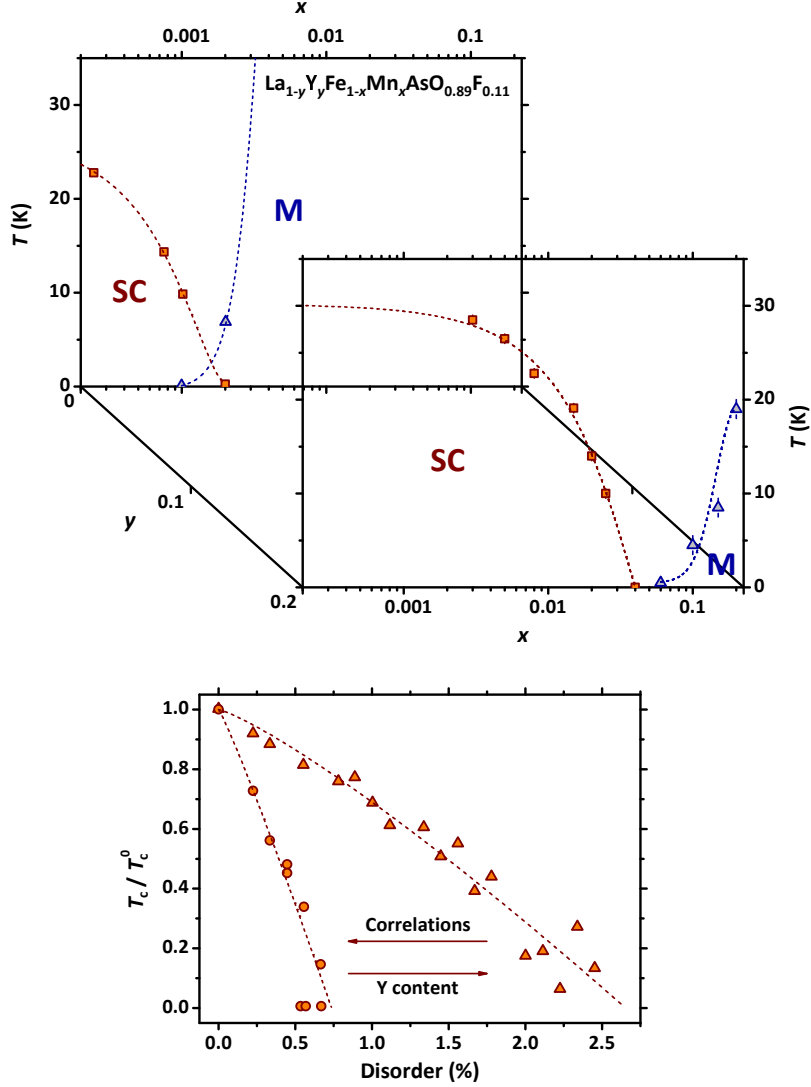 x
0.001 0.01 0.1
La1-yYyFe1-xMnxAsO0.89F0.11
30
20
10
0
T (K)
M
SC
0
0.1
0.2
y
SC
M
30
20
10
0
T (K)
0.001 0.01 0.1
x
1.0
0.8
0.6
0.4
0.2
0.0
Tc / Tc0
Correlations
Y content
0.0 0.5 1.0 1.5 2.0 2.5
Disorder (%)